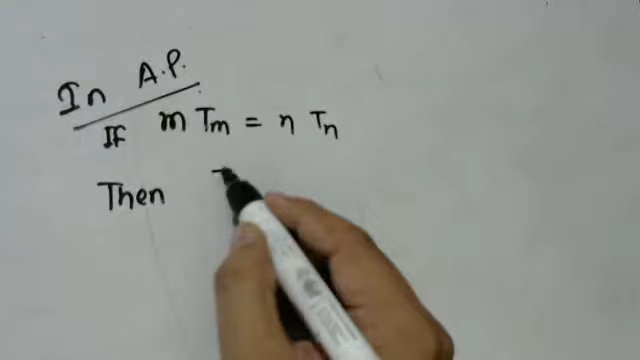 In A.P.
IF m Tm = n Tn
Then